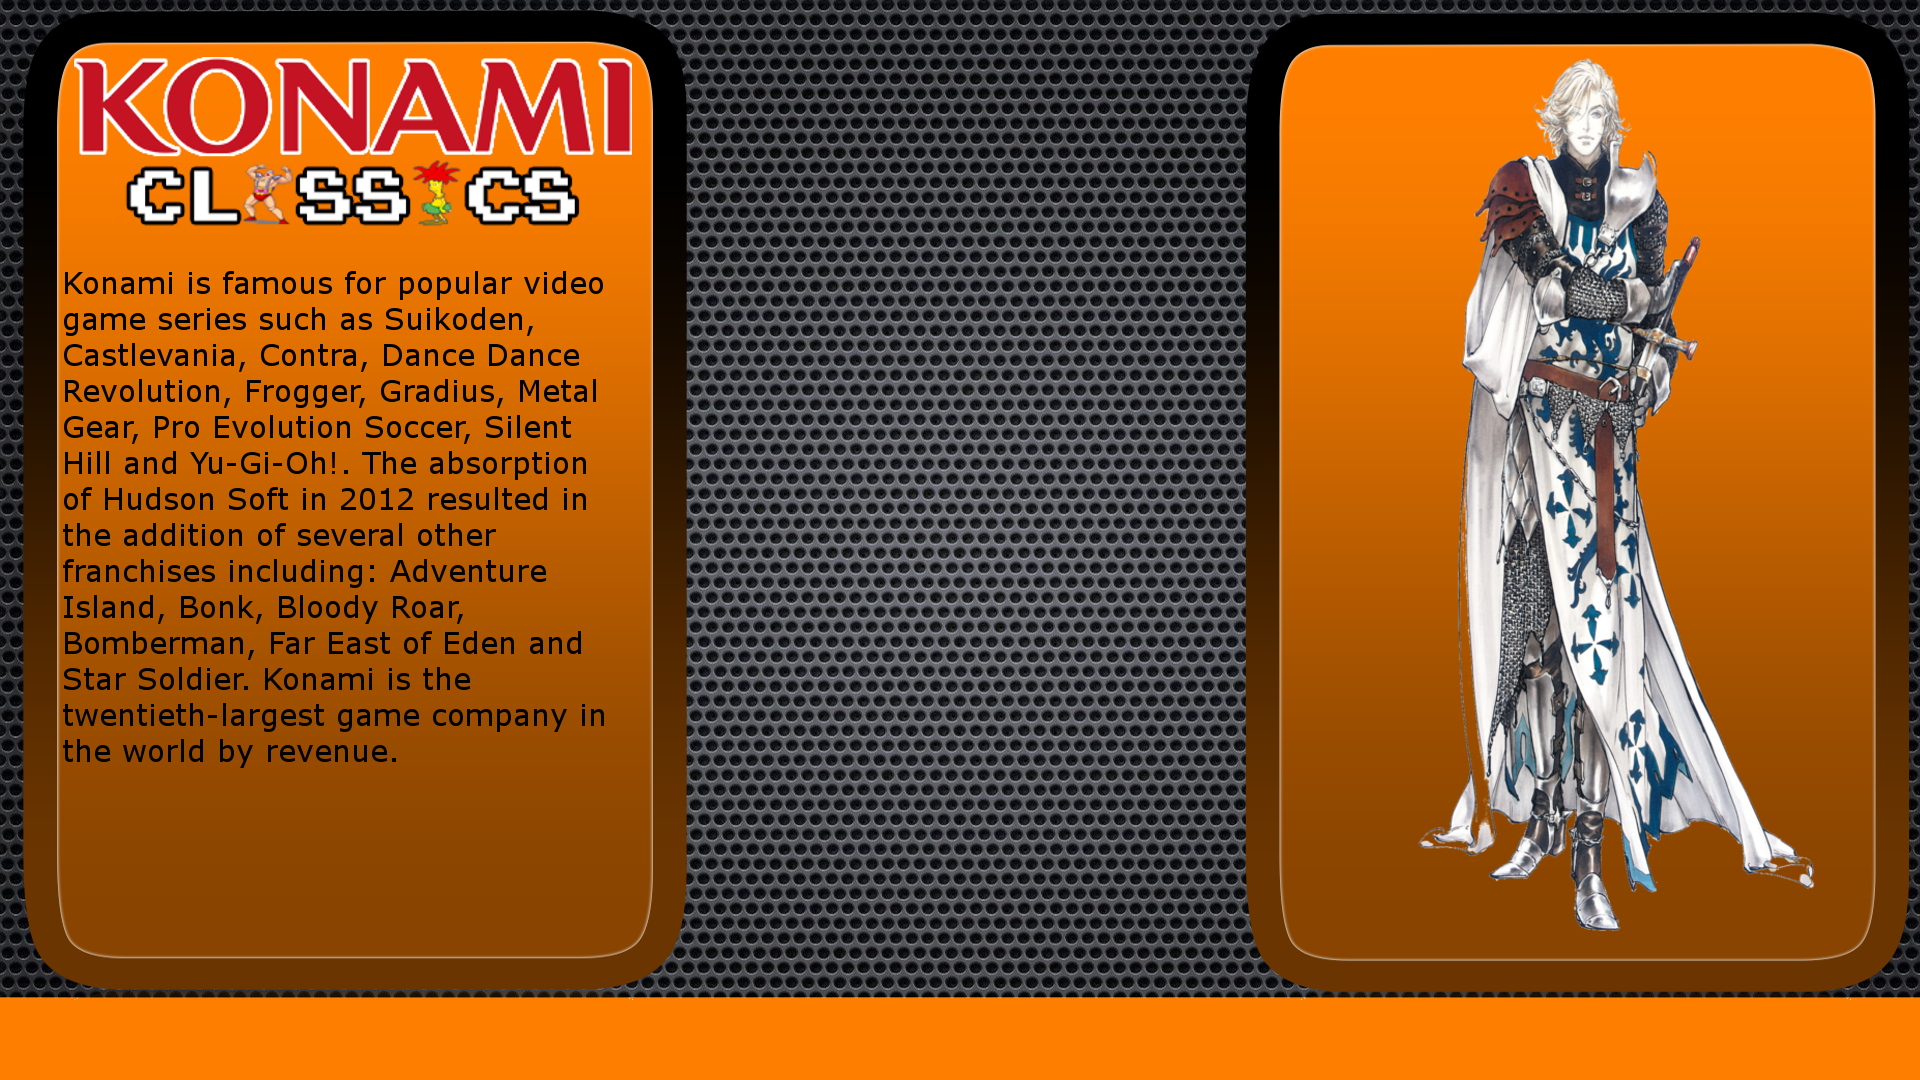 KONAMI
CLASSICS
Konami is famous for popular video
game series such as Suikoden,
Castlevania, Contra, Dance Dance
Revolution, Frogger, Gradius, Metal
Gear, Pro Evolution Soccer, Silent
Hill and Yu-Gi-Oh!. The absorption
of Hudson Soft in 2012 resulted in
the addition of several other
franchises including: Adventure
Island, Bonk, Bloody Roar,
Bomberman, Far East of Eden and
Star Soldier. Konami is the
twentieth-largest game company in
the world by revenue.